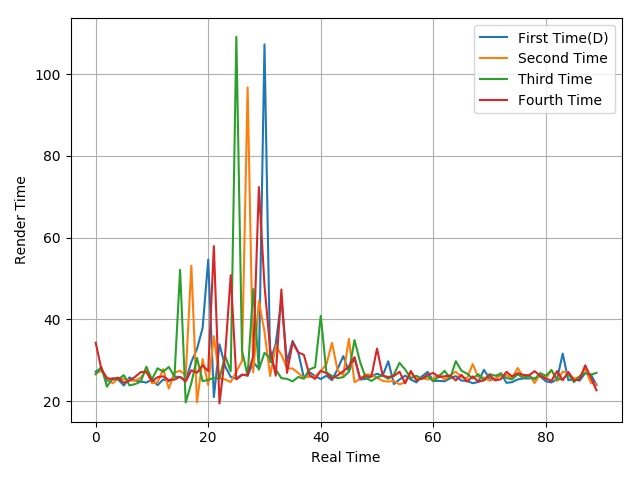 First Time(D)
Second Time
Third Time
Fourth Time
100
80
60
40
20
Render Time
0 20 40 60 80
Real Time